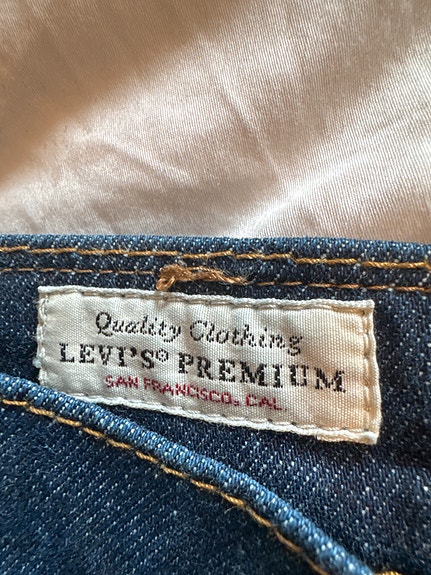 Quality Clothing
LEVI'S® PREMIUM
SAN FRANCISCO, CAL.